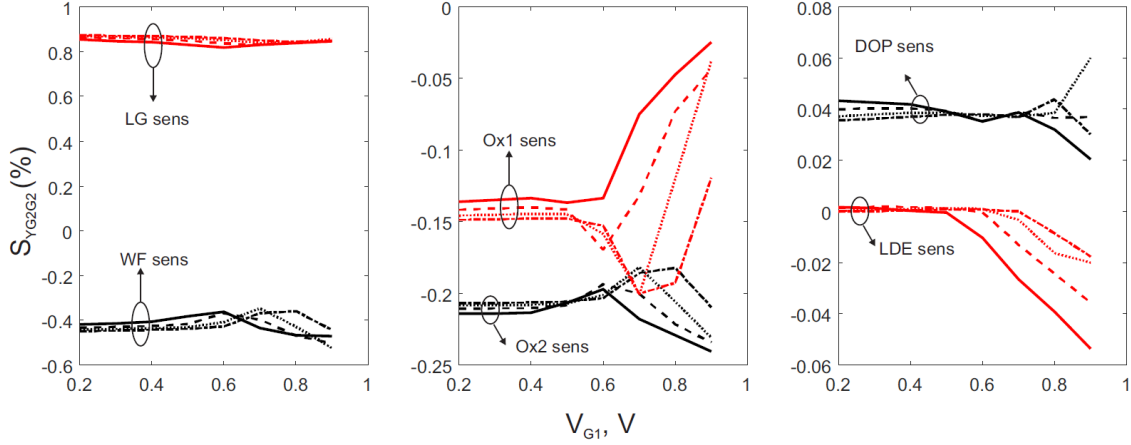 S_YG2G2 (%)
1
0.8
0.6
0.4
0.2
0
-0.2
-0.4
-0.6
0.2 0.4 0.6 0.8 1
LG sens
WF sens
0
-0.05
-0.1
-0.15
-0.2
-0.25
0.2 0.4 0.6 0.8 1
Ox1 sens
Ox2 sens
0.08
0.06
0.04
0.02
0
-0.02
-0.04
-0.06
0.2 0.4 0.6 0.8 1
DOP sens
LDE sens
V_G1, V